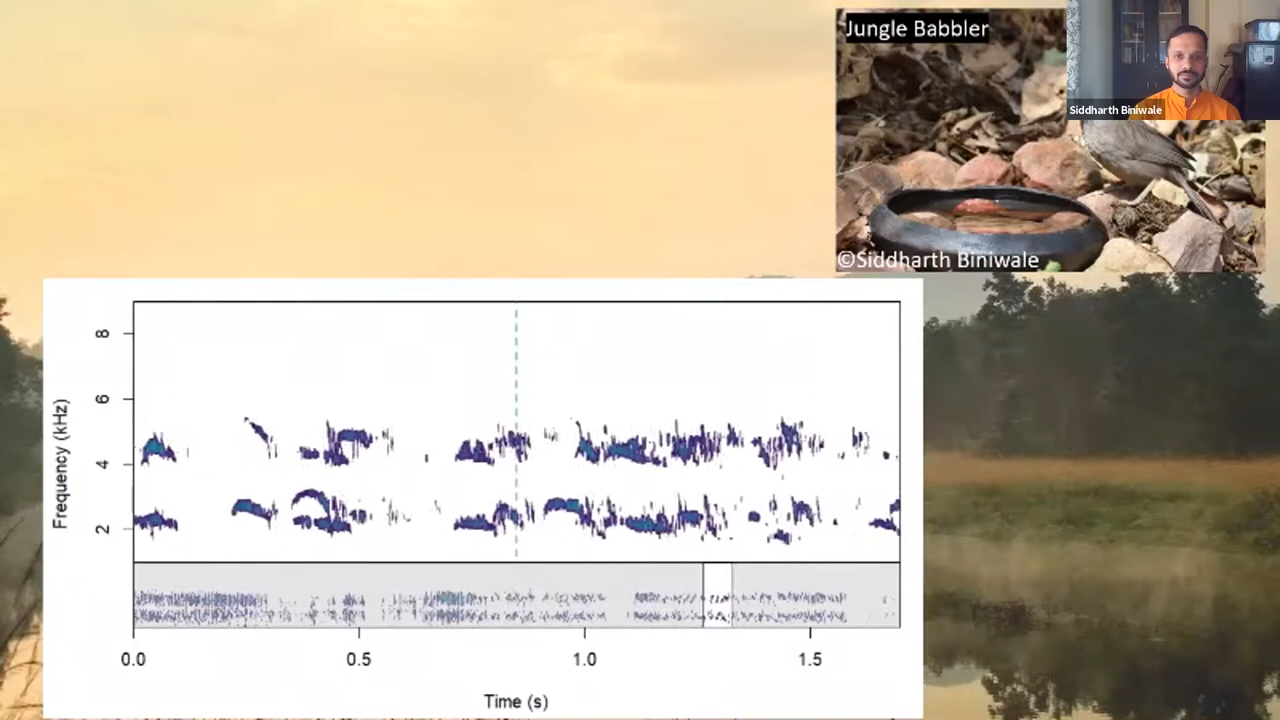 Jungle Babbler
Siddharth Biniwale
©Siddharth Biniwale
8
6
4
2
Frequency (kHz)
0.0 0.5 1.0 1.5
Time (s)